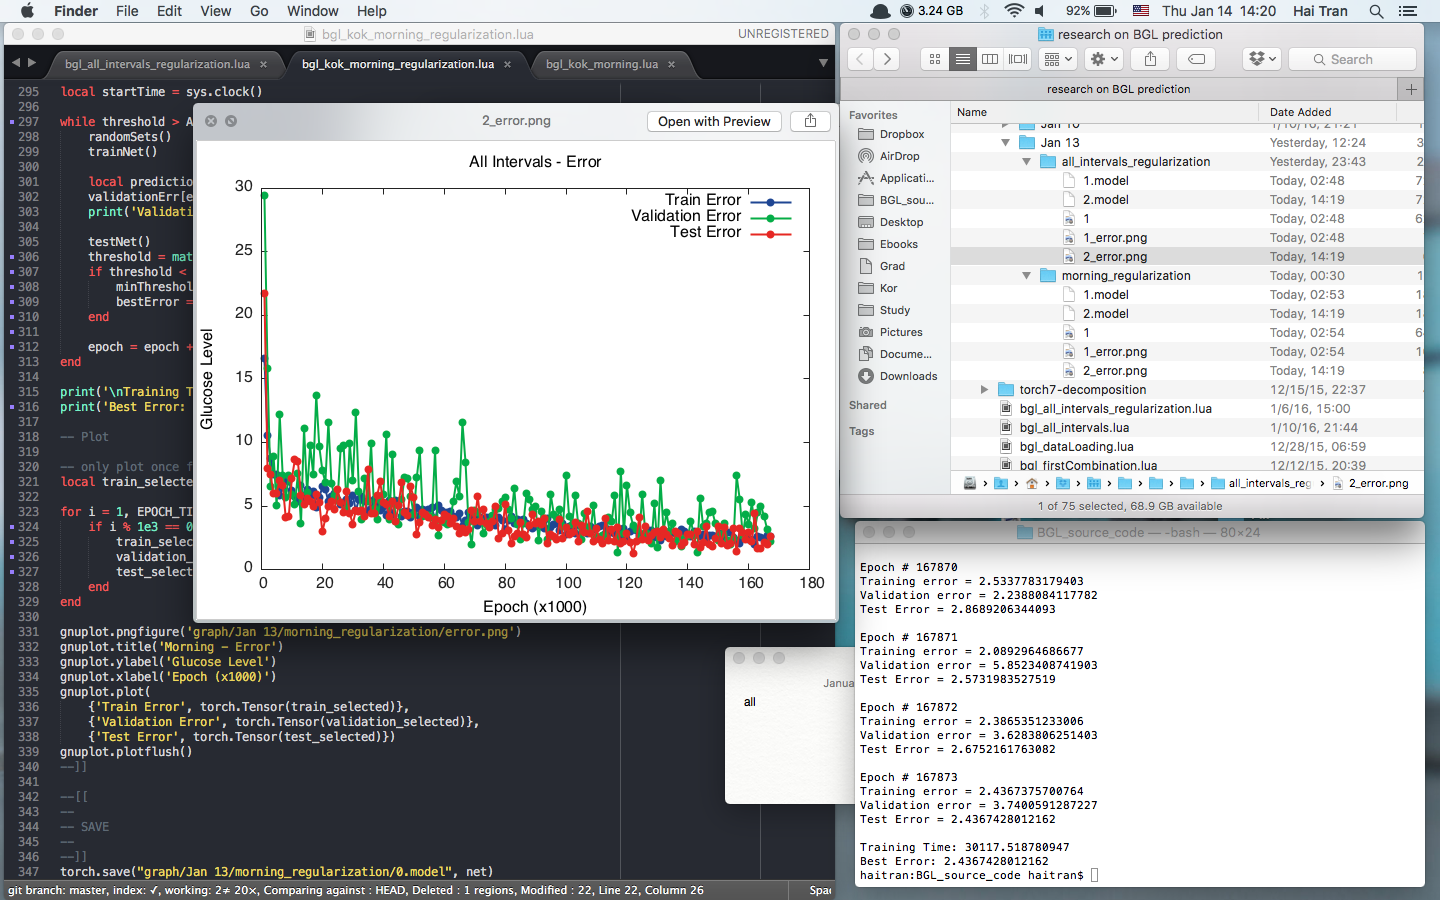 Finder File Edit View Go Window Help 3.24 GB 92% Thu Jan 14 14:20 Hai Tran
bgl_kok_morning_regularization.lua UNREGISTERED
bgl_all_intervals_regularization.lua × bgl_kok_morning_regularization.lua × bgl_kok_morning.lua ×
295 local startTime = sys.clock()
296
297 while threshold > A
298 randomSets()
299 trainNet()
300
301 local predictio
302 validationErr[e
303 print('Validati
304
305 testNet()
306 threshold = mat
307 if threshold <
308 minThreshol
309 bestError =
310 end
311
312 epoch = epoch +
313 end
314
315 print('\nTraining T
316 print('Best Error:
317
318 -- Plot
319
320 -- only plot once f
321 local train_selecte
322
323 for i = 1, EPOCH_TI
324 if i % 1e3 == 0
325 train_selec
326 validation_
327 test_select
328 end
329 end
330
331 gnuplot.pngfigure('graph/Jan 13/morning_regularization/error.png')
332 gnuplot.title('Morning - Error')
333 gnuplot.ylabel('Glucose Level')
334 gnuplot.xlabel('Epoch (x1000)')
335 gnuplot.plot(
336 {'Train Error', torch.Tensor(train_selected)},
337 {'Validation Error', torch.Tensor(validation_selected)},
338 {'Test Error', torch.Tensor(test_selected)})
339 gnuplot.plotflush()
340 --]]
341
342 --[[
343 --
344 -- SAVE
345 --
346 --]]
347 torch.save("graph/Jan 13/morning_regularization/0.model", net)
git branch: master, index: ✓, working: 2≠ 20×, Comparing against : HEAD, Deleted : 1 regions, Modified : 22, Line 22, Column 26 Spac
2_error.png Open with Preview
All Intervals - Error
Train Error
Validation Error
Test Error
30
25
20
15
10
5
0
Glucose Level
0 20 40 60 80 100 120 140 160 180
Epoch (x1000)
Janua
all
research on BGL prediction
Search
research on BGL prediction +
Favorites
Dropbox
AirDrop
Applicati...
BGL_sou...
Desktop
Ebooks
Grad
Kor
Study
Pictures
Docume...
Downloads
Shared
Tags
Name Date Added
Jan 10 1/10/16, 21:21
Jan 13 Yesterday, 12:24
all_intervals_regularization Yesterday, 23:43
1.model Today, 02:48
2.model Today, 14:19
1 Today, 02:48
1_error.png Today, 02:48
2_error.png Today, 14:19
morning_regularization Today, 00:30
1.model Today, 02:53
2.model Today, 14:19
1 Today, 02:54
1_error.png Today, 02:54
2_error.png Today, 14:19
torch7-decomposition 12/15/15, 22:37
bgl_all_intervals_regularization.lua 1/6/16, 15:00
bgl_all_intervals.lua 1/10/16, 21:44
bgl_dataLoading.lua 12/28/15, 06:59
bgl_firstCombination.lua 12/12/15, 20:39
all_intervals_reg › 2_error.png
1 of 75 selected, 68.9 GB available
BGL_source_code — -bash — 80×24
Epoch # 167870
Training error = 2.5337783179403
Validation error = 2.2388084117782
Test Error = 2.8689206344093
Epoch # 167871
Training error = 2.0892964686677
Validation error = 5.8523408741903
Test Error = 2.5731983527519
Epoch # 167872
Training error = 2.3865351233006
Validation error = 3.6283806251403
Test Error = 2.6752161763082
Epoch # 167873
Training error = 2.4367375700764
Validation error = 3.7400591287227
Test Error = 2.4367428012162
Training Time: 30117.518780947
Best Error: 2.4367428012162
haitran:BGL_source_code haitran$